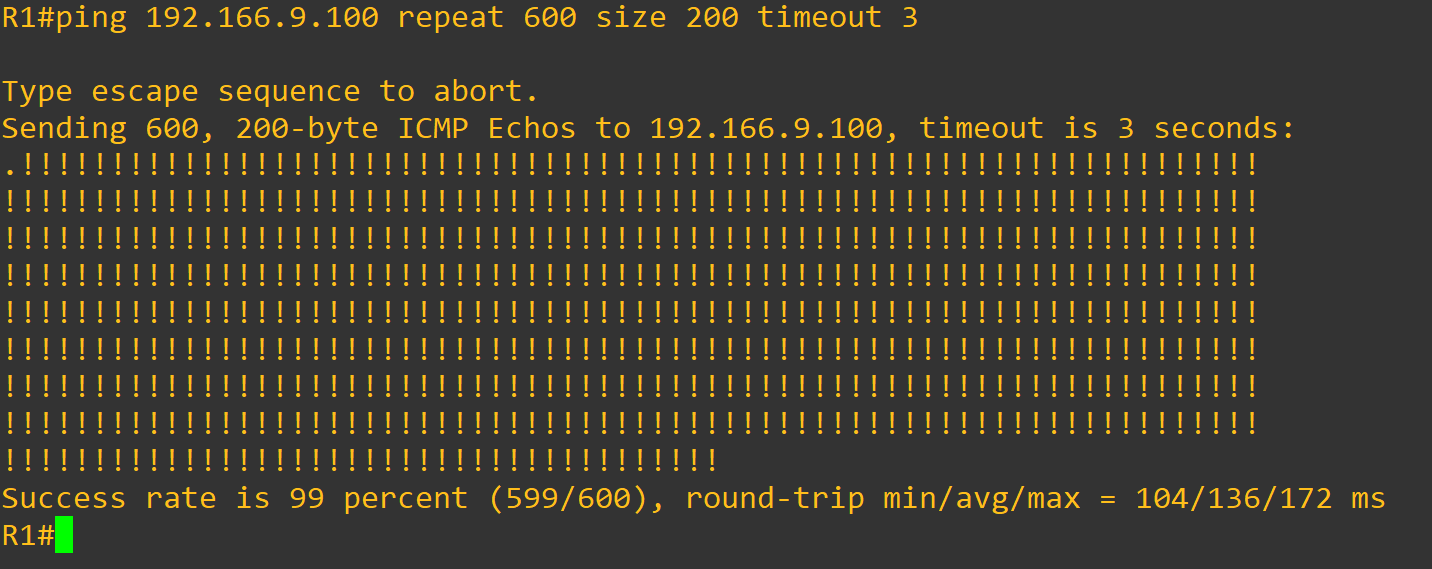 R1#ping 192.166.9.100 repeat 600 size 200 timeout 3
Type escape sequence to abort.
Sending 600, 200-byte ICMP Echos to 192.166.9.100, timeout is 3 seconds:
.!!!!!!!!!!!!!!!!!!!!!!!!!!!!!!!!!!!!!!!!!!!!!!!!!!!!!!!!!!!!!!!!!!!!!
!!!!!!!!!!!!!!!!!!!!!!!!!!!!!!!!!!!!!!!!!!!!!!!!!!!!!!!!!!!!!!!!!!!!!!
!!!!!!!!!!!!!!!!!!!!!!!!!!!!!!!!!!!!!!!!!!!!!!!!!!!!!!!!!!!!!!!!!!!!!!
!!!!!!!!!!!!!!!!!!!!!!!!!!!!!!!!!!!!!!!!!!!!!!!!!!!!!!!!!!!!!!!!!!!!!!
!!!!!!!!!!!!!!!!!!!!!!!!!!!!!!!!!!!!!!!!!!!!!!!!!!!!!!!!!!!!!!!!!!!!!!
!!!!!!!!!!!!!!!!!!!!!!!!!!!!!!!!!!!!!!!!!!!!!!!!!!!!!!!!!!!!!!!!!!!!!!
!!!!!!!!!!!!!!!!!!!!!!!!!!!!!!!!!!!!!!!!!!!!!!!!!!!!!!!!!!!!!!!!!!!!!!
!!!!!!!!!!!!!!!!!!!!!!!!!!!!!!!!!!!!!!!!!!!!!!!!!!!!!!!!!!!!!!!!!!!!!!
!!!!!!!!!!!!!!!!!!!!!!!!!!!!!!!!!!!!!!!!
Success rate is 99 percent (599/600), round-trip min/avg/max = 104/136/172 ms
R1#